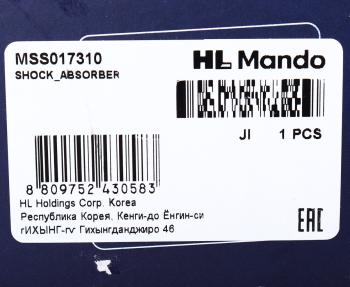 MSS017310
HL Mando
SHOCK_ABSORBER
JI 1 PCS
8 809752 430583
HL Holdings Corp. Korea
Республика Корея, Кенги-до Ёнгин-си
гИХЫНГ-гу Гихынгданджиро 46
EAC